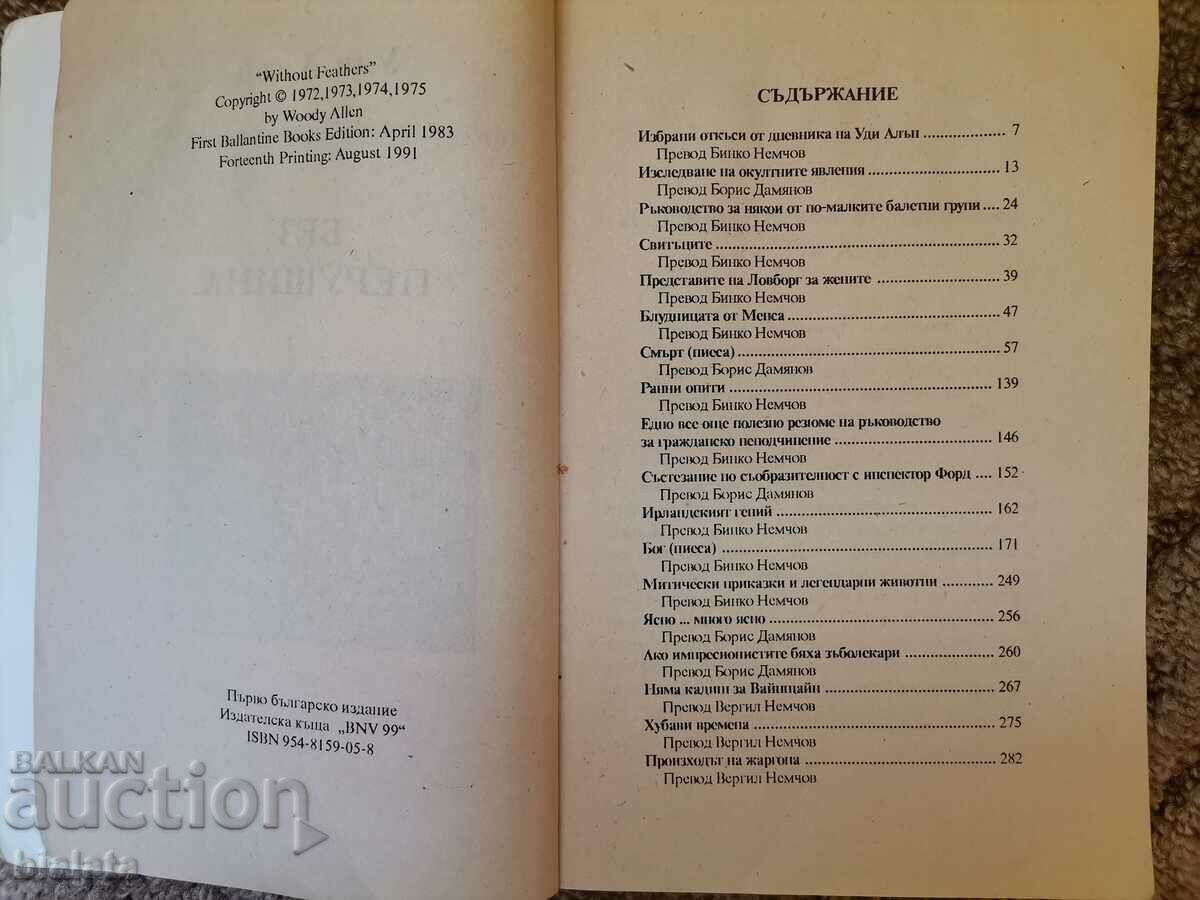 "Without Feathers"
Copyright © 1972,1973,1974,1975
by Woody Allen
First Ballantine Books Edition: April 1983
Forteenth Printing: August 1991
БЕЗ
ПЕРУШИНА
Първо българско издание
Издателска къща „BNV 99“
ISBN 954-8159-05-8
СЪДЪРЖАНИЕ
Избрани откъси от дневника на Уди Алън ............... 7
Превод Бинко Немчов
Изследване на окултните явления ........................ 13
Превод Борис Дамянов
Ръководство за някои от по-малките балетни групи .... 24
Превод Бинко Немчов
Свитъците ..................................................... 32
Превод Бинко Немчов
Представите на Ловборг за жените ...................... 39
Превод Бинко Немчов
Блудницата от Менса ........................................ 47
Превод Бинко Немчов
Смърт (пиеса) ................................................. 57
Превод Борис Дамянов
Ранни опити ................................................... 139
Превод Бинко Немчов
Едно все още полезно резюме на ръководство
за гражданско неподчинение ............................. 146
Превод Бинко Немчов
Състезание по съобразителност с инспектор Форд .... 152
Превод Борис Дамянов
Ирландският гений .......................................... 162
Превод Бинко Немчов
Бог (пиеса) .................................................... 171
Превод Бинко Немчов
Митически приказки и легендарни животни ............ 249
Превод Бинко Немчов
Ясно ... много ясно .......................................... 256
Превод Борис Дамянов
Ако импресионистите бяха зъболекари ................. 260
Превод Борис Дамянов
Няма кадиш за Вайнщайн .................................. 267
Превод Вергил Немчов
Хубави времена .............................................. 275
Превод Вергил Немчов
Произходът на жаргона .................................... 282
Превод Вергил Немчов
BALKAN
auction
bialata